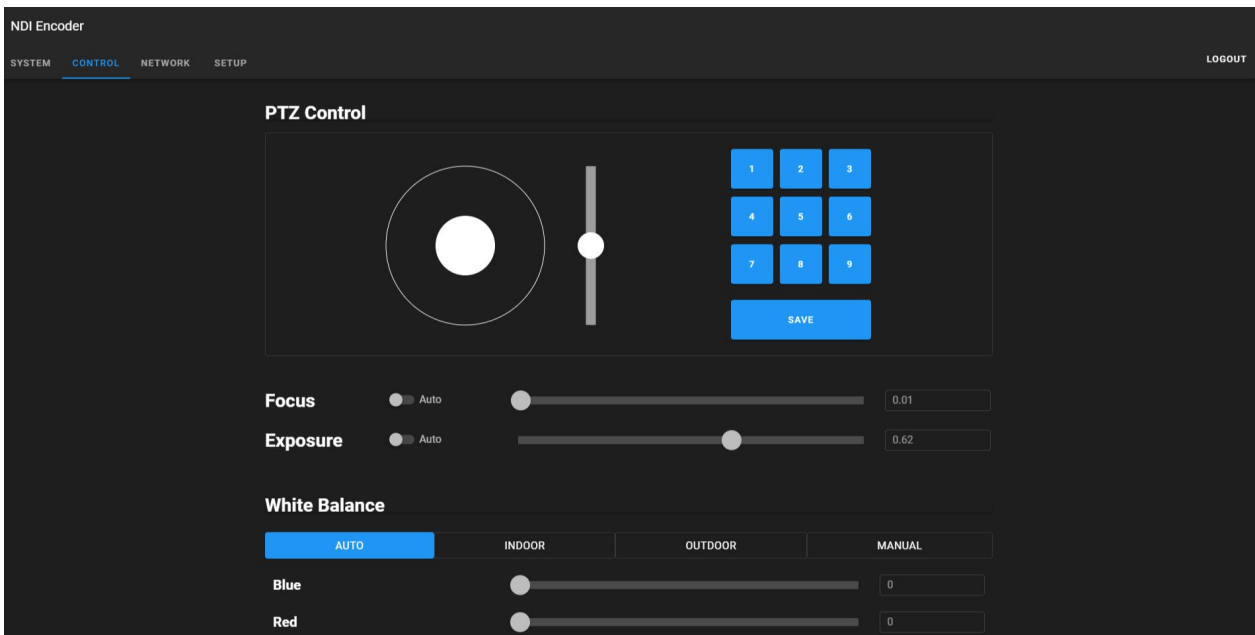 NDI Encoder
SYSTEM CONTROL NETWORK SETUP LOGOUT
PTZ Control
1 2 3
4 5 6
7 8 9
SAVE
Focus Auto 0.01
Exposure Auto 0.62
White Balance
AUTO INDOOR OUTDOOR MANUAL
Blue 0
Red 0